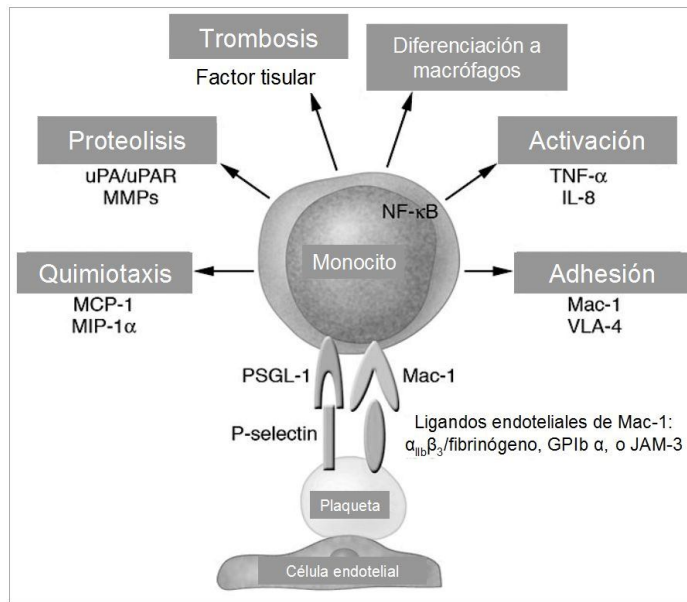 Trombosis
Factor tisular
Diferenciación a
macrófagos
Proteolisis
uPA/uPAR
MMPs
Activación
TNF-α
IL-8
NF-κB
Monocito
Quimiotaxis
MCP-1
MIP-1α
Adhesión
Mac-1
VLA-4
PSGL-1
Mac-1
P-selectin
Ligandos endoteliales de Mac-1:
αIIbβ3/fibrinógeno, GPIb α, o JAM-3
Plaqueta
Célula endotelial